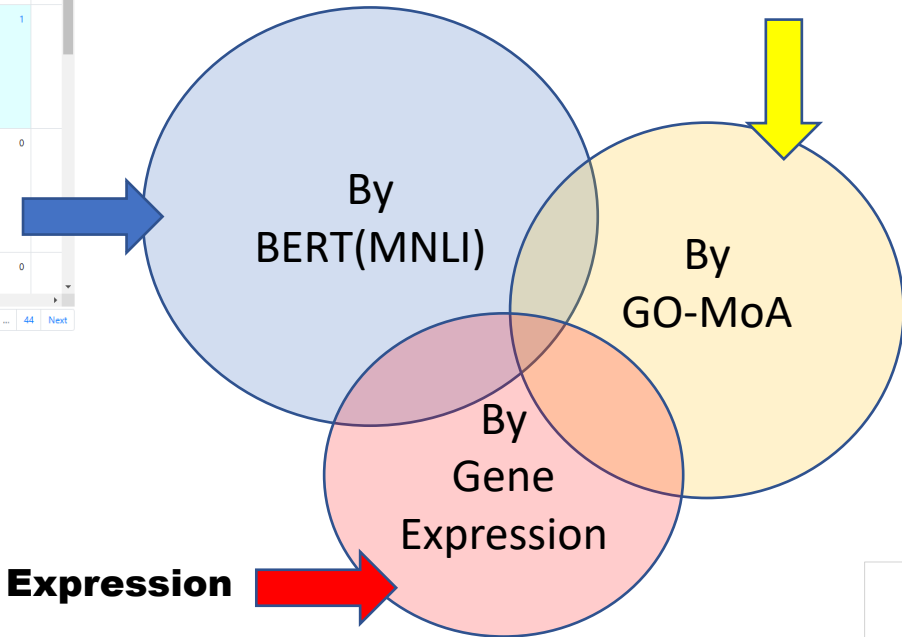 1
0
0
... 44 Next
By
BERT(MNLI)
By
GO-MoA
By
Gene
Expression
Expression